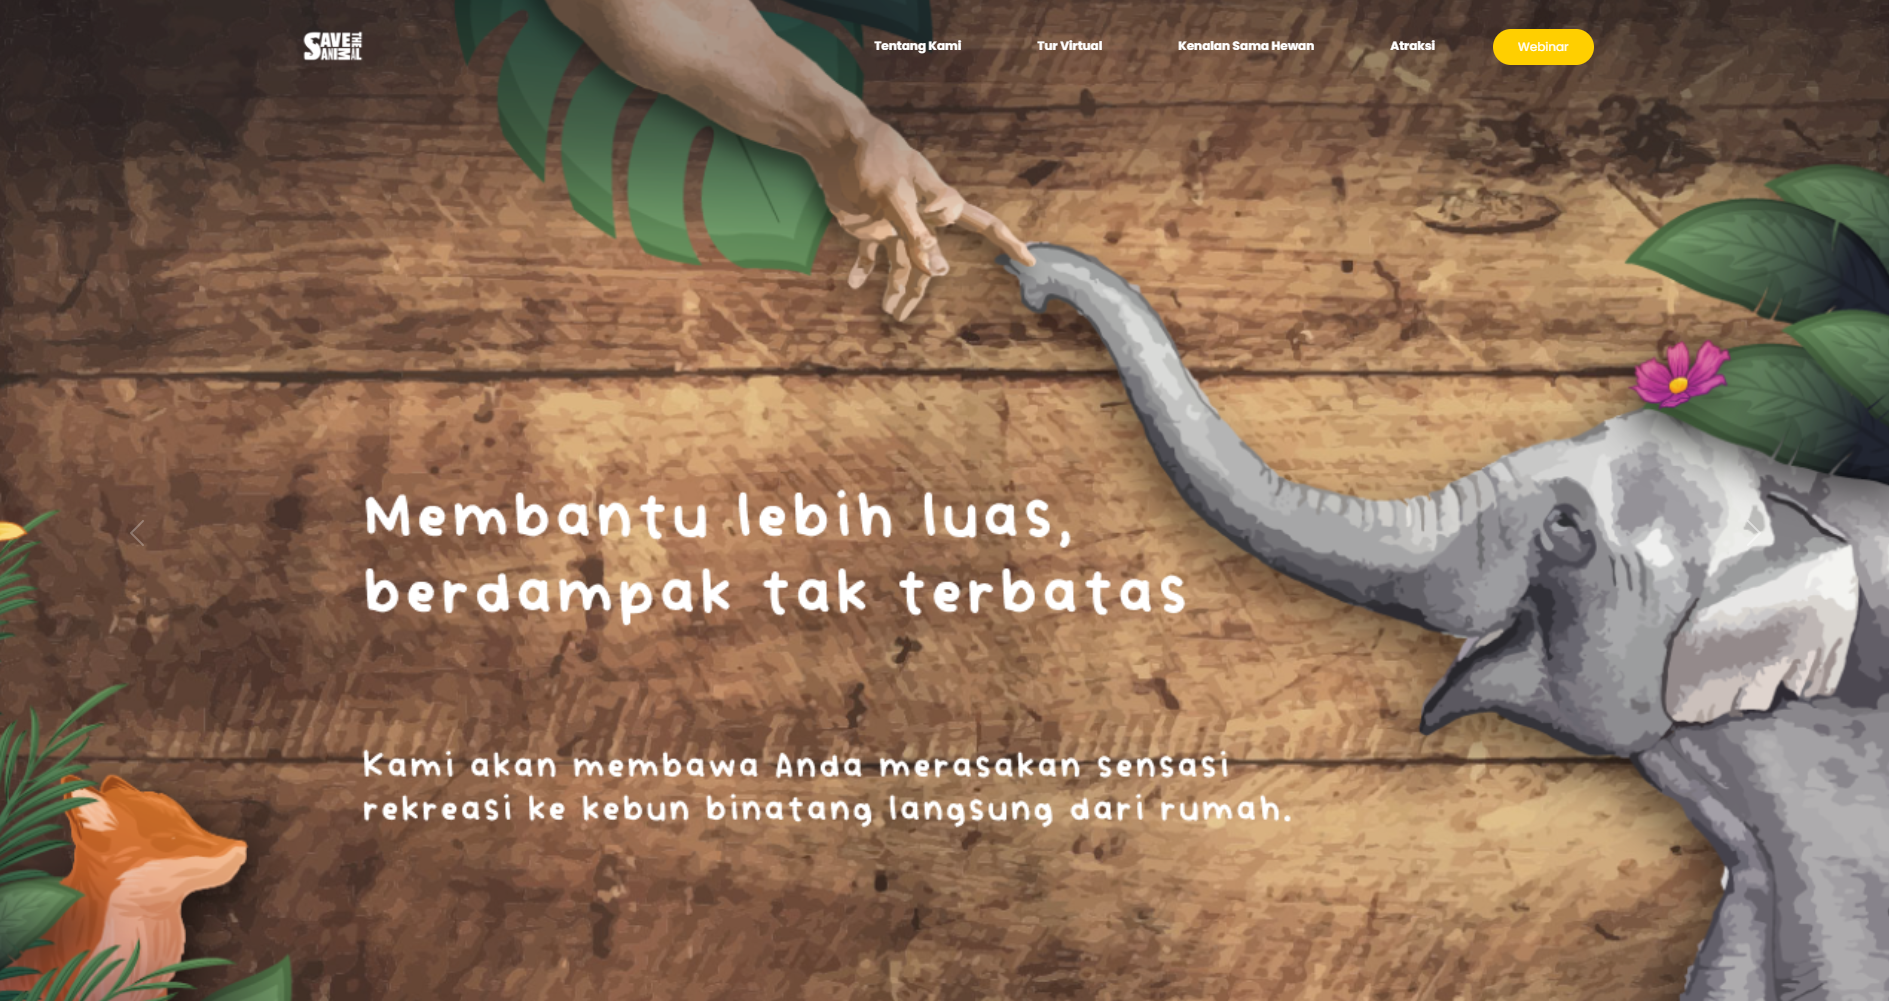 SAVE THE ANIMAL
Tentang Kami
Tur Virtual
Kenalan Sama Hewan
Atraksi
Webinar
Membantu lebih luas,
berdampak tak terbatas
Kami akan membawa Anda merasakan sensasi
rekreasi ke kebun binatang langsung dari rumah.